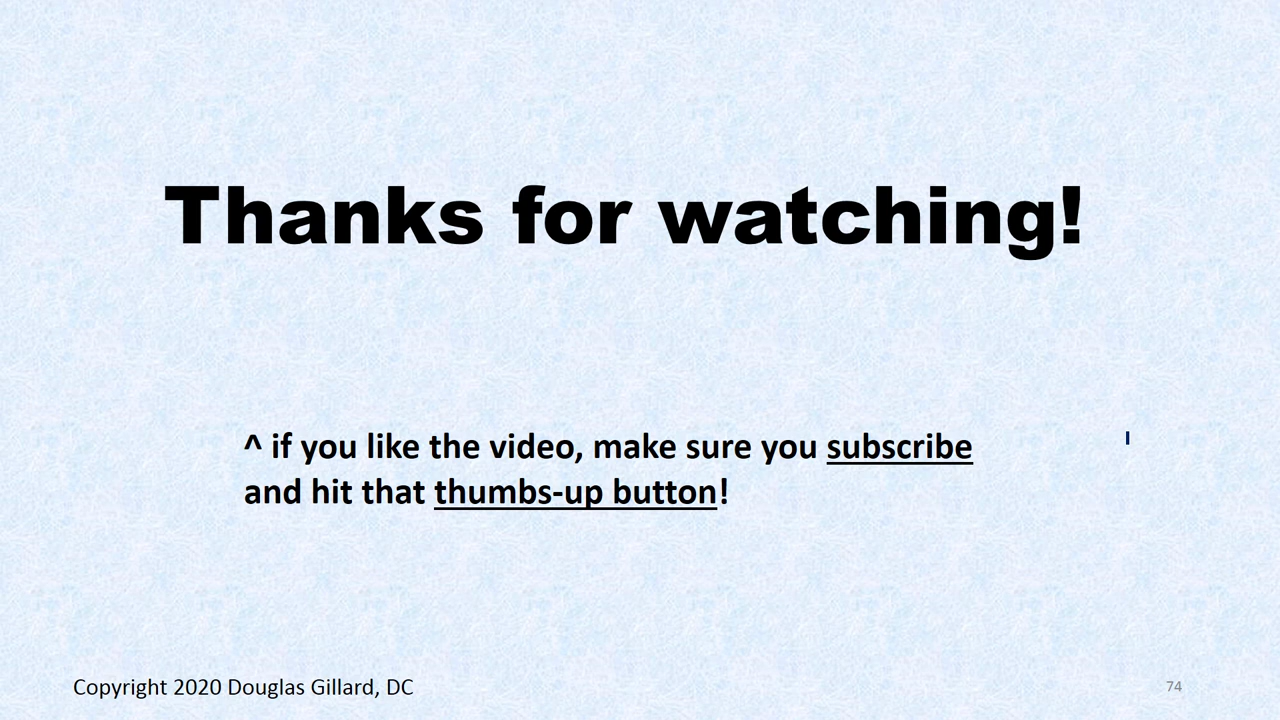 Thanks for watching!
^ if you like the video, make sure you subscribe
and hit that thumbs-up button!
Copyright 2020 Douglas Gillard, DC
74